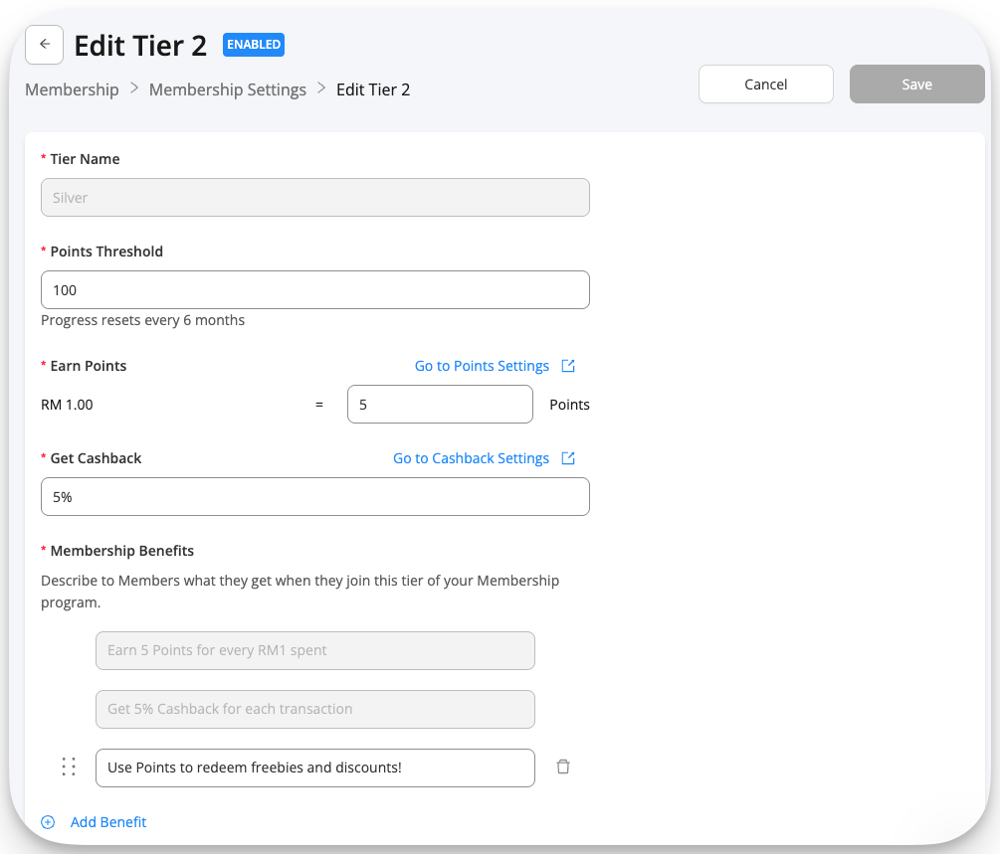 Edit Tier 2 ENABLED
Membership > Membership Settings > Edit Tier 2
Cancel Save
* Tier Name
Silver
* Points Threshold
100
Progress resets every 6 months
* Earn Points Go to Points Settings
RM 1.00 = 5 Points
* Get Cashback Go to Cashback Settings
5%
* Membership Benefits
Describe to Members what they get when they join this tier of your Membership
program.
Earn 5 Points for every RM1 spent
Get 5% Cashback for each transaction
Use Points to redeem freebies and discounts!
Add Benefit